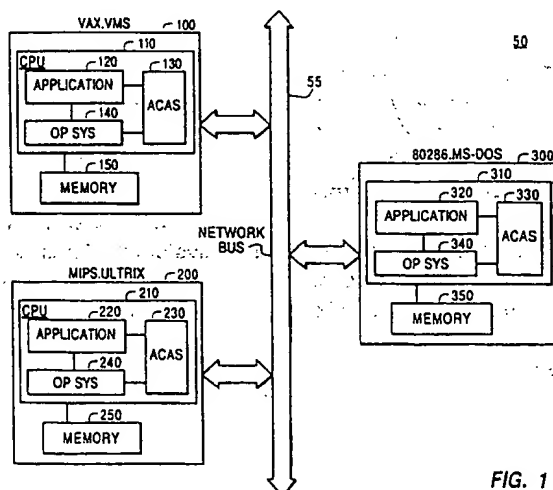 VAX.VMS 100
110
CPU 120 130
APPLICATION
ACAS
140
OP SYS
150
MEMORY
MIPS.ULTRIX 200
210
CPU 220 230
APPLICATION
ACAS
240
OP SYS
250
MEMORY
NETWORK
BUS
55
50
80286.MS-DOS 300
310
320 330
APPLICATION
ACAS
340
OP SYS
350
MEMORY
FIG. 1